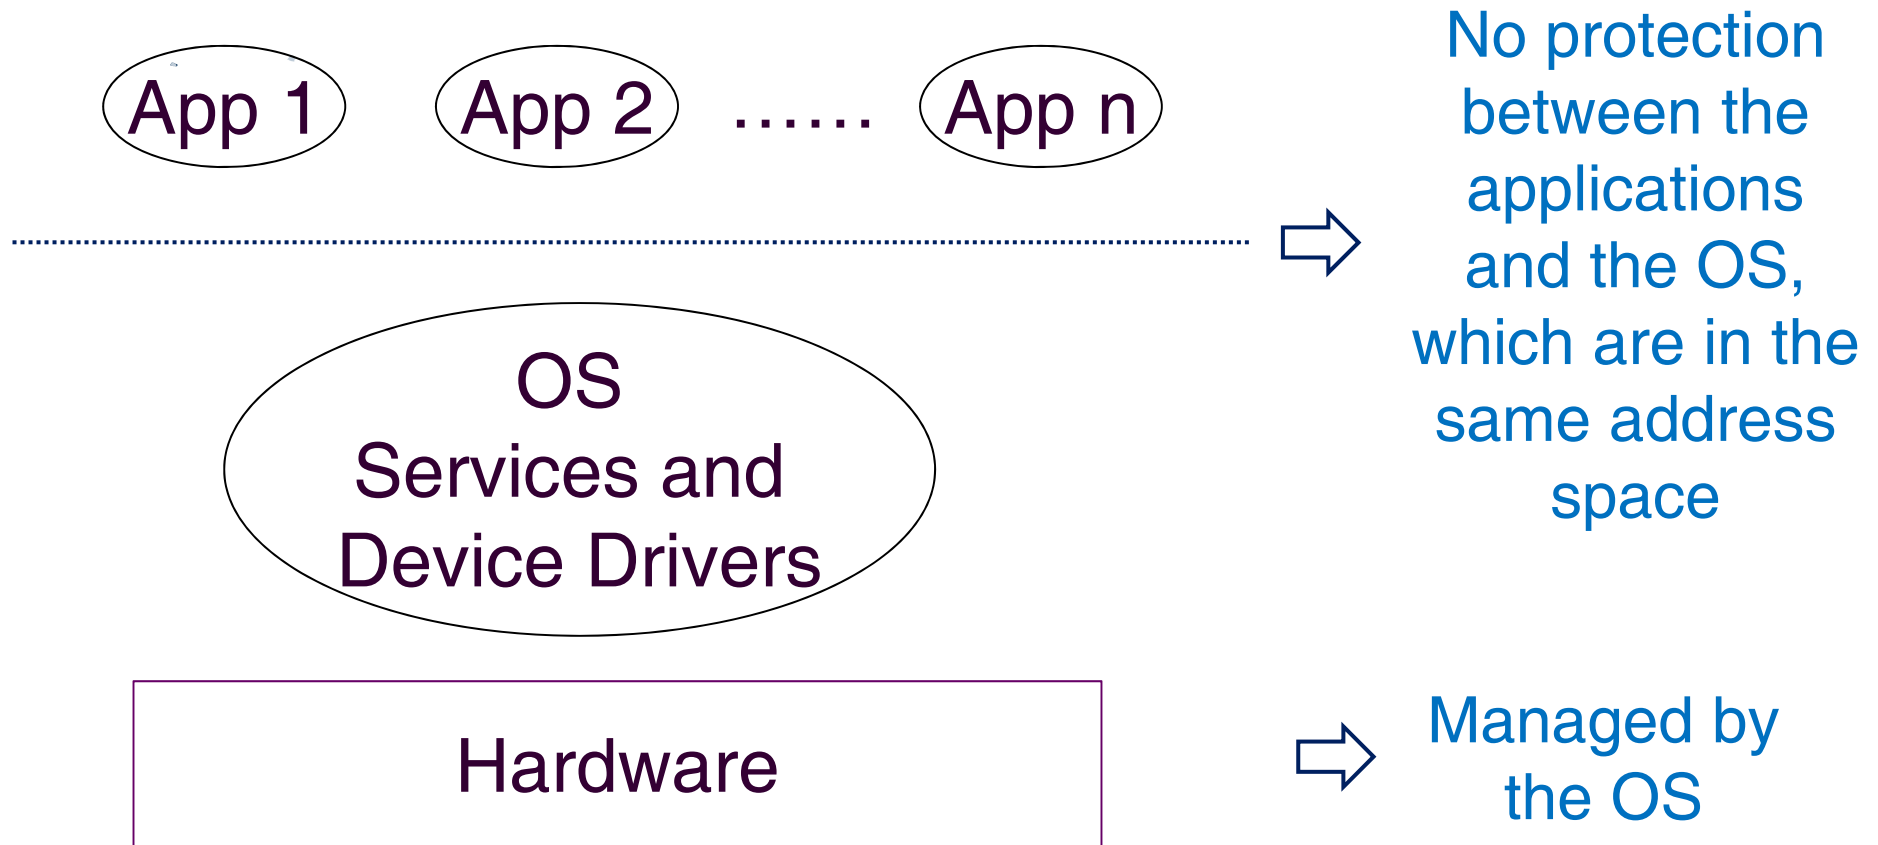 App 1
App 2
......
App n
No protection
between the
applications
and the OS,
which are in the
same address
space
OS
Services and
Device Drivers
Hardware
Managed by
the OS